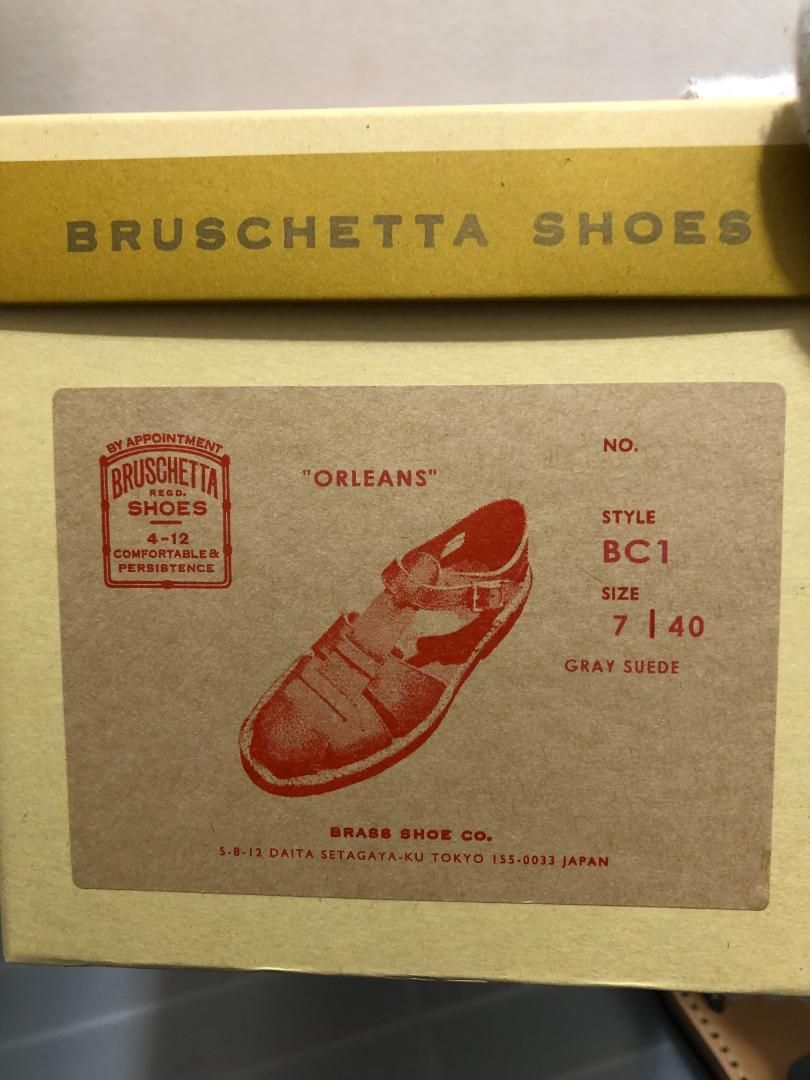 BRUSCHETTA SHOES
BY APPOINTMENT
BRUSCHETTA
REGD.
SHOES
4-12
COMFORTABLE &
PERSISTENCE
"ORLEANS"
NO.
STYLE
BC1
SIZE
7 | 40
GRAY SUEDE
BRASS SHOE CO.
5-8-12 DAITA SETAGAYA-KU TOKYO 155-0033 JAPAN